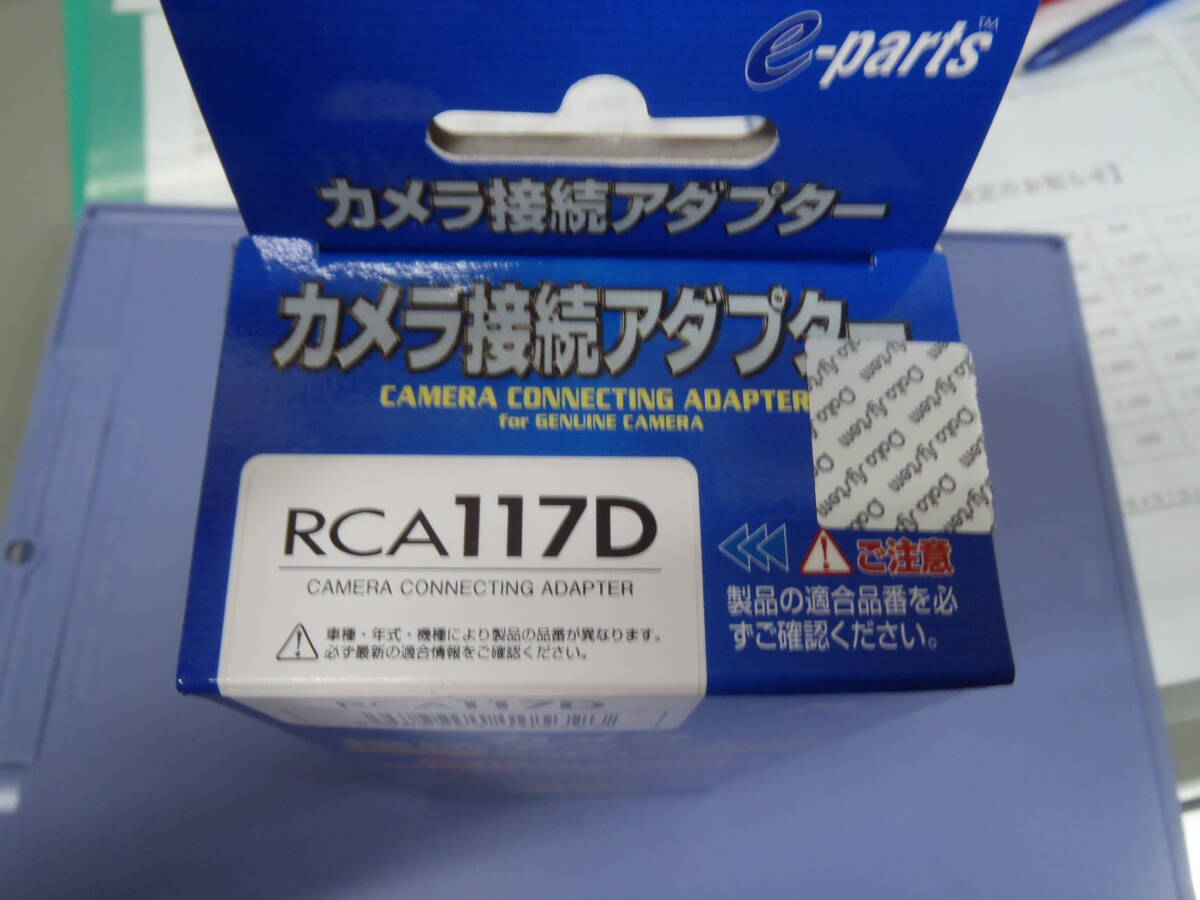 e-parts™
カメラ接続アダプター
カメラ接続アダプター
CAMERA CONNECTING ADAPTER
for GENUINE CAMERA
Data System
RCA117D
CAMERA CONNECTING ADAPTER
車種・年式・機種により製品の品番が異なります。
必ず最新の適合情報をご確認ください。
ご注意
製品の適合品番を必
ずご確認ください。
RCA117D